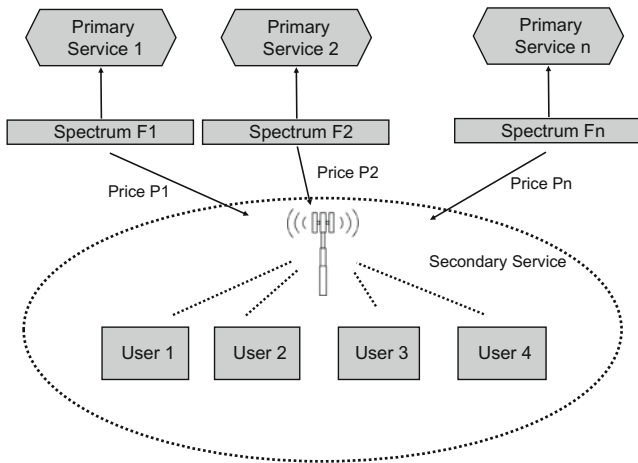 Primary
Service 1
Primary
Service 2
Primary
Service n
Spectrum F1
Spectrum F2
Spectrum Fn
Price P1
Price P2
Price Pn
Secondary Service
User 1
User 2
User 3
User 4